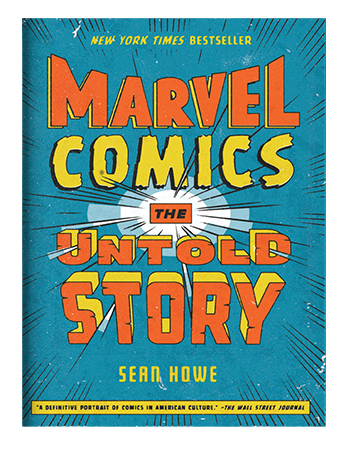 NEW YORK TIMES BESTSELLER
MARVEL
COMICS
THE
UNTOLD
STORY
SEAN HOWE
"A DEFINITIVE PORTRAIT OF COMICS IN AMERICAN CULTURE." -THE WALL STREET JOURNAL